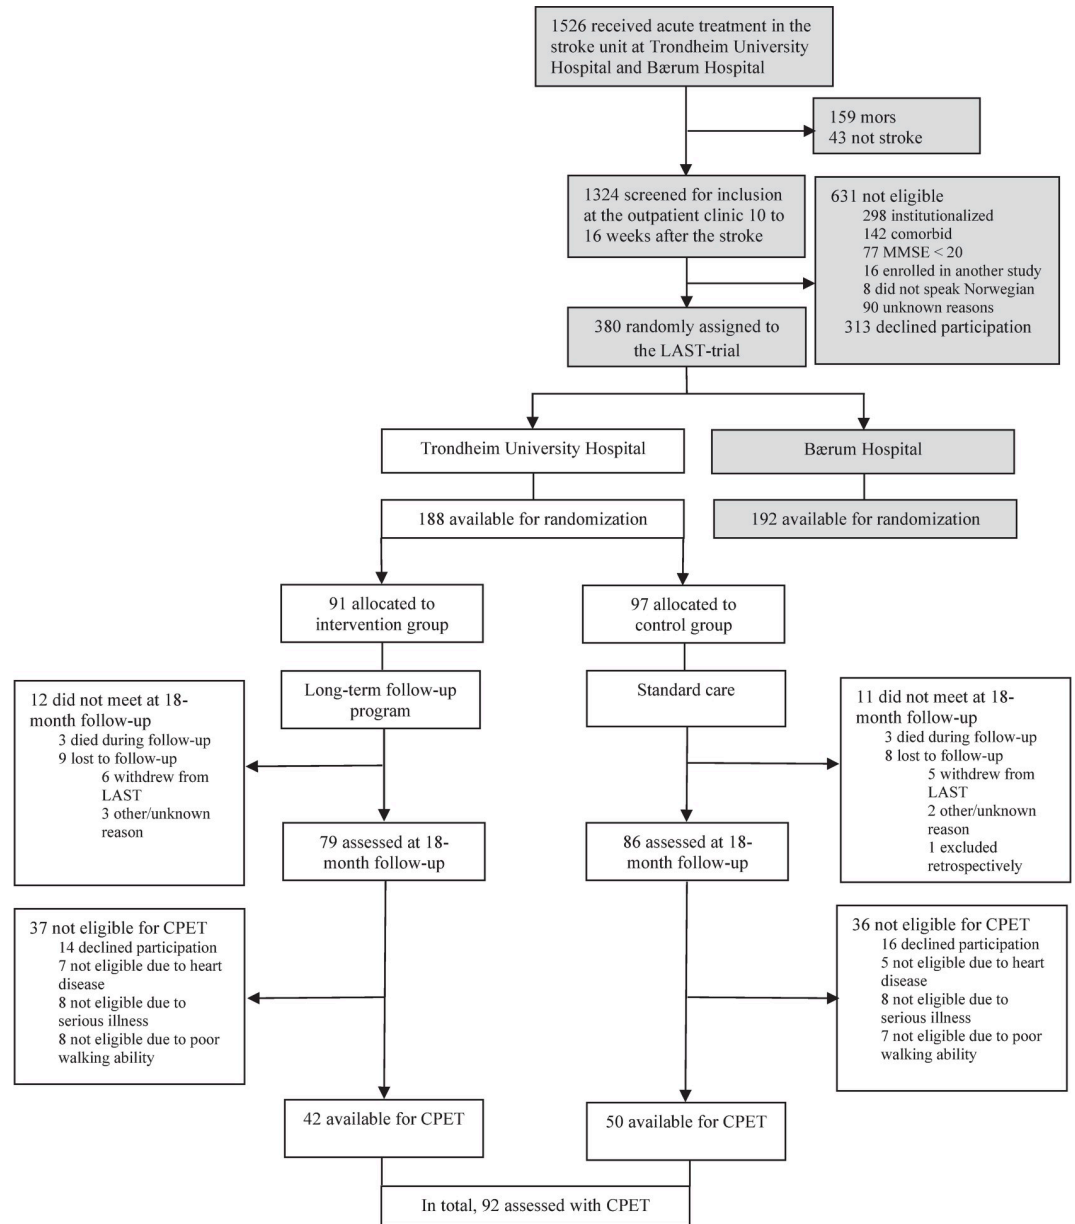 1526 received acute treatment in the
stroke unit at Trondheim University
Hospital and Bærum Hospital
159 mors
43 not stroke
1324 screened for inclusion
at the outpatient clinic 10 to
16 weeks after the stroke
631 not eligible
298 institutionalized
142 comorbid
77 MMSE < 20
16 enrolled in another study
8 did not speak Norwegian
90 unknown reasons
313 declined participation
380 randomly assigned to
the LAST-trial
Trondheim University Hospital
Bærum Hospital
188 available for randomization
192 available for randomization
91 allocated to
intervention group
97 allocated to
control group
Long-term follow-up
program
Standard care
12 did not meet at 18-
month follow-up
3 died during follow-up
9 lost to follow-up
6 withdrew from
LAST
3 other/unknown
reason
11 did not meet at 18-
month follow-up
3 died during follow-up
8 lost to follow-up
5 withdrew from
LAST
2 other/unknown
reason
1 excluded
retrospectively
79 assessed at 18-
month follow-up
86 assessed at 18-
month follow-up
37 not eligible for CPET
14 declined participation
7 not eligible due to heart
disease
8 not eligible due to
serious illness
8 not eligible due to poor
walking ability
36 not eligible for CPET
16 declined participation
5 not eligible due to heart
disease
8 not eligible due to
serious illness
7 not eligible due to poor
walking ability
42 available for CPET
50 available for CPET
In total, 92 assessed with CPET